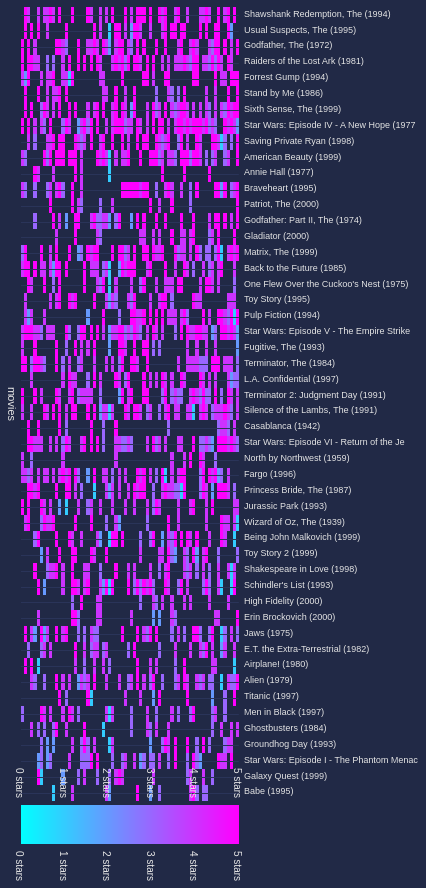 Shawshank Redemption, The (1994)
Usual Suspects, The (1995)
Godfather, The (1972)
Raiders of the Lost Ark (1981)
Forrest Gump (1994)
Stand by Me (1986)
Sixth Sense, The (1999)
Star Wars: Episode IV - A New Hope (1977
Saving Private Ryan (1998)
American Beauty (1999)
Annie Hall (1977)
Braveheart (1995)
Patriot, The (2000)
Godfather: Part II, The (1974)
Gladiator (2000)
Matrix, The (1999)
Back to the Future (1985)
One Flew Over the Cuckoo's Nest (1975)
Toy Story (1995)
Pulp Fiction (1994)
Star Wars: Episode V - The Empire Strike
Fugitive, The (1993)
Terminator, The (1984)
L.A. Confidential (1997)
Terminator 2: Judgment Day (1991)
movies
Silence of the Lambs, The (1991)
Casablanca (1942)
Star Wars: Episode VI - Return of the Je
North by Northwest (1959)
Fargo (1996)
Princess Bride, The (1987)
Jurassic Park (1993)
Wizard of Oz, The (1939)
Being John Malkovich (1999)
Toy Story 2 (1999)
Shakespeare in Love (1998)
Schindler's List (1993)
High Fidelity (2000)
Erin Brockovich (2000)
Jaws (1975)
E.T. the Extra-Terrestrial (1982)
Airplane! (1980)
Alien (1979)
Titanic (1997)
Men in Black (1997)
Ghostbusters (1984)
Groundhog Day (1993)
Star Wars: Episode I - The Phantom Menac
Galaxy Quest (1999)
Babe (1995)
0 stars
1 stars
2 stars
3 stars
4 stars
5 stars
0 stars
1 stars
2 stars
3 stars
4 stars
5 stars